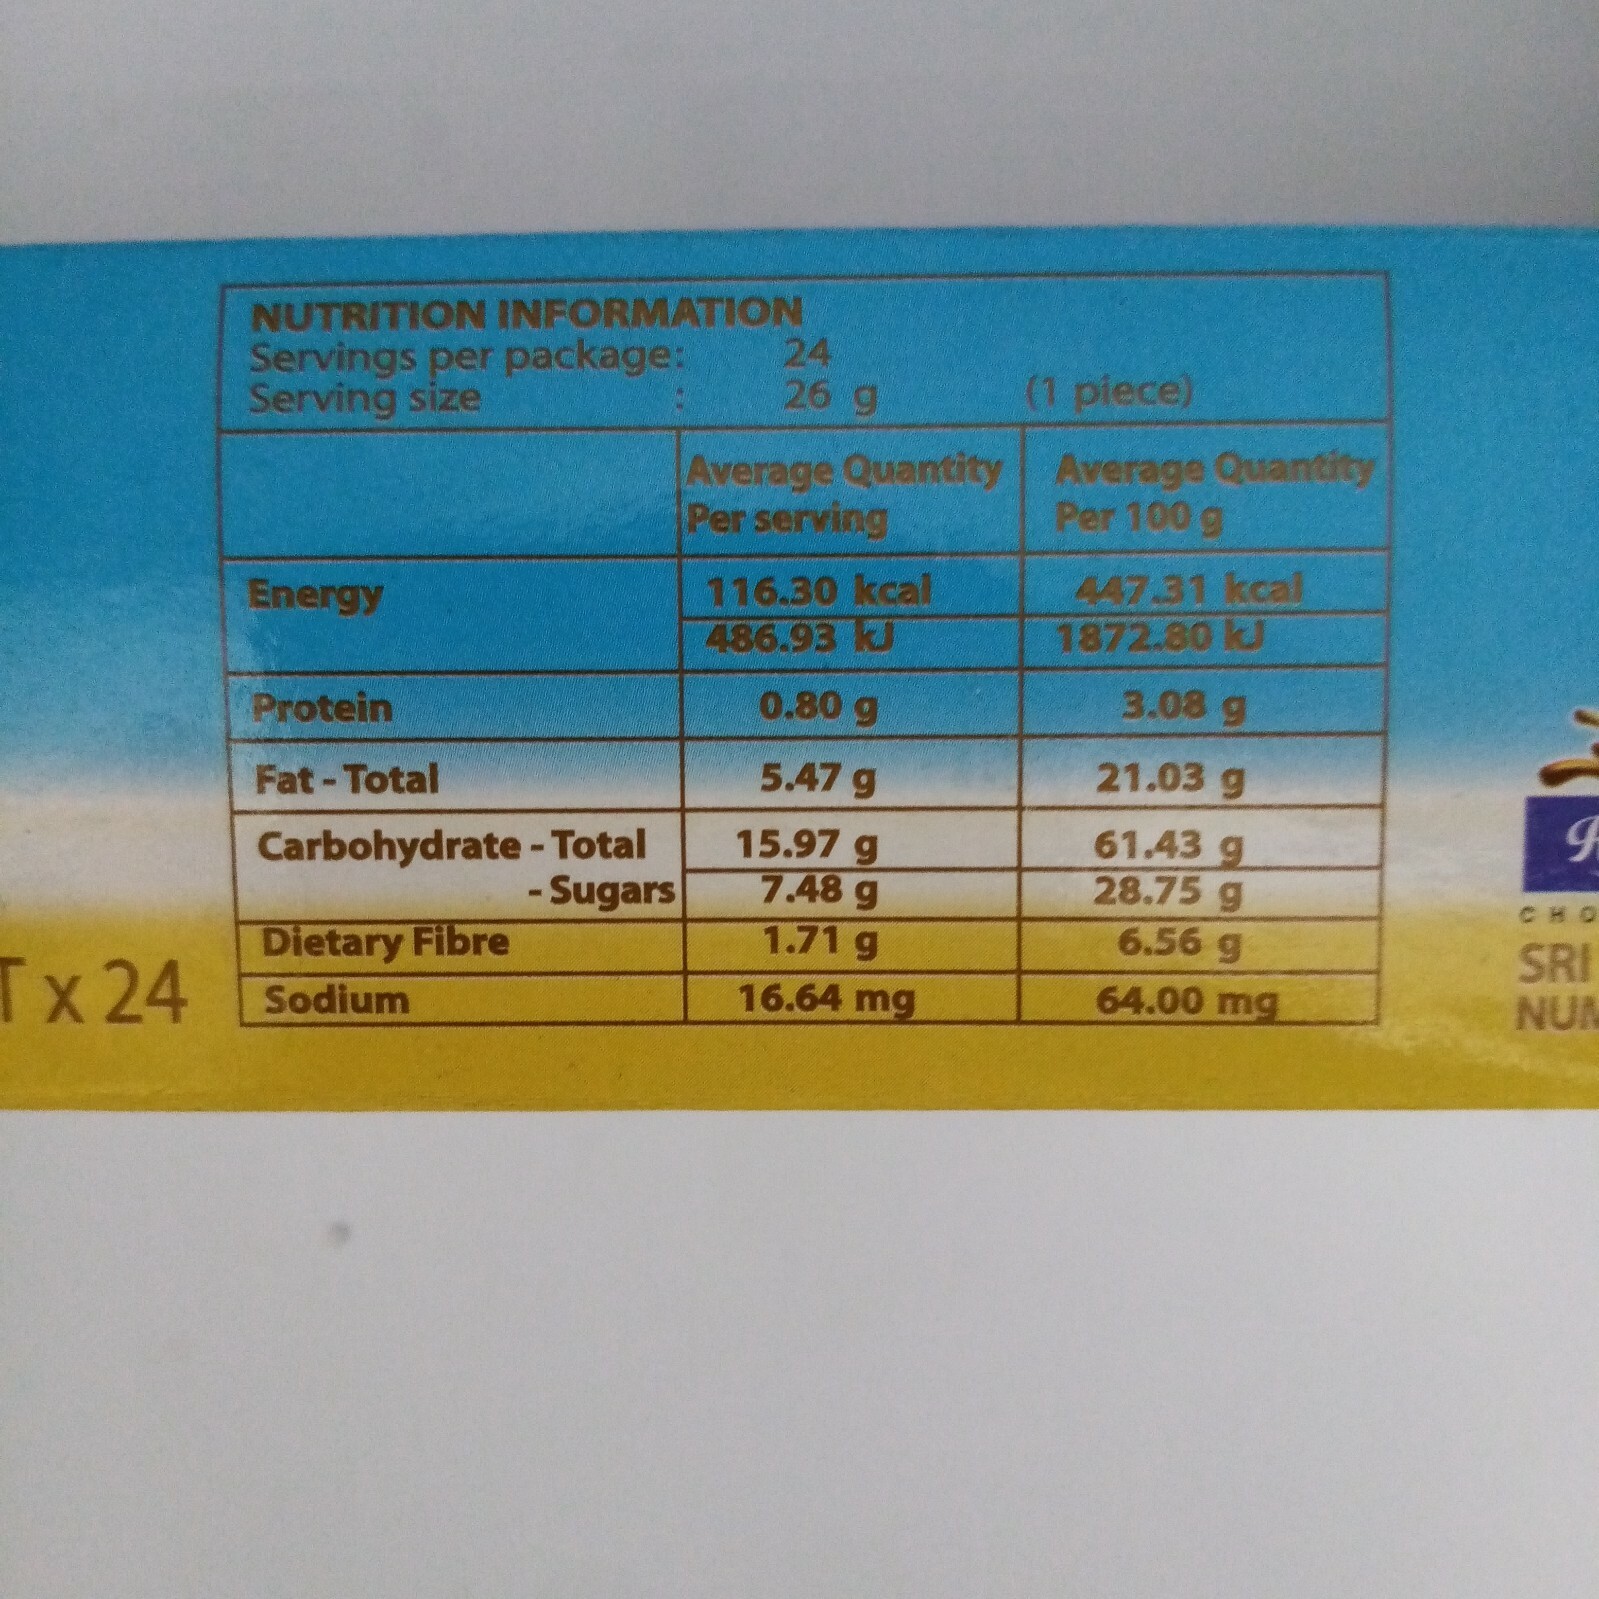 NUTRITION INFORMATION
Servings per package: 24
Serving size : 26 g (1 piece)
Average Quantity Per serving Average Quantity Per 100 g
Energy 116.30 kcal 447.31 kcal
486.93 kJ 1872.80 kJ
Protein 0.80 g 3.08 g
Fat - Total 5.47 g 21.03 g
Carbohydrate - Total 15.97 g 61.43 g
- Sugars 7.48 g 28.75 g
Dietary Fibre 1.71 g 6.56 g
Sodium 16.64 mg 64.00 mg
x 24
SRI